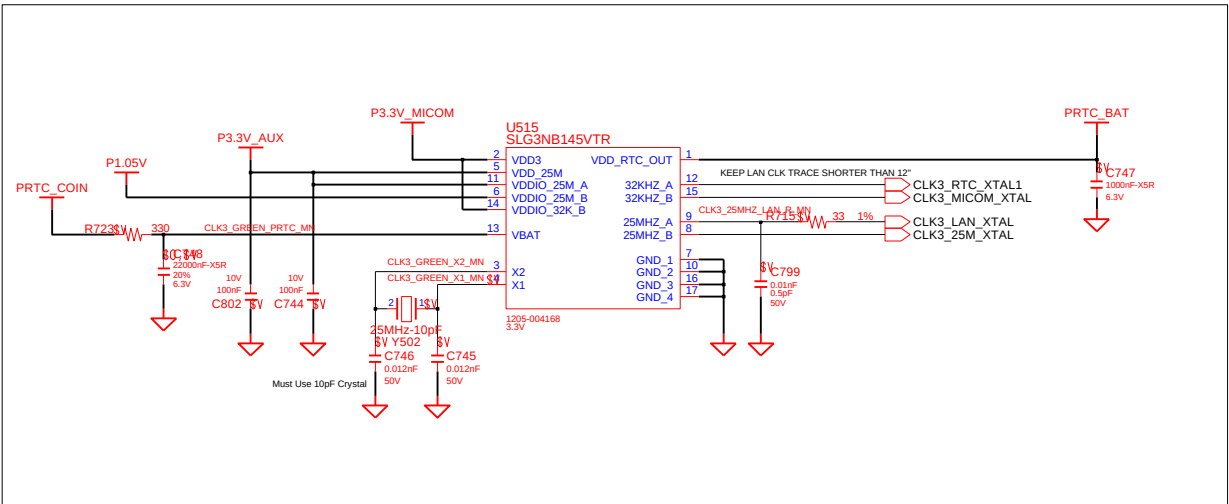 P3.3V_MICOM
PRTC_BAT
U515
SLG3NB145VTR
P3.3V_AUX
P1.05V
PRTC_COIN
2 VDD3 VDD_RTC_OUT 1
5 VDD_25M
KEEP LAN CLK TRACE SHORTER THAN 12"
C747
1000nF-X5R
6.3V
11 VDDIO_25M_A 32KHZ_A 12 CLK3_RTC_XTAL1
6 VDDIO_25M_B 32KHZ_B 15 CLK3_MICOM_XTAL
14 VDDIO_32K_B
CLK3_25MHZ_LAN_R_MN
25MHZ_A 9 R715 $V 33 1% CLK3_LAN_XTAL
R723 $V 330 CLK3_GREEN_PRTC_MN 13 VBAT 25MHZ_B 8 CLK3_25M_XTAL
C748
22000nF-X5R
20%
6.3V
GND_1 7
CLK3_GREEN_X2_MN 3 X2 GND_2 10
CLK3_GREEN_X1_MN X1 GND_3 16
GND_4 17
$V
C799
0.01nF
0.5pF
50V
10V
100nF
C802 $V
10V
100nF
C744 $V
2 1 $V
25MHz-10pF
Y502
1205-004168
3.3V
$V
C746
0.012nF
50V
$V
C745
0.012nF
50V
Must Use 10pF Crystal